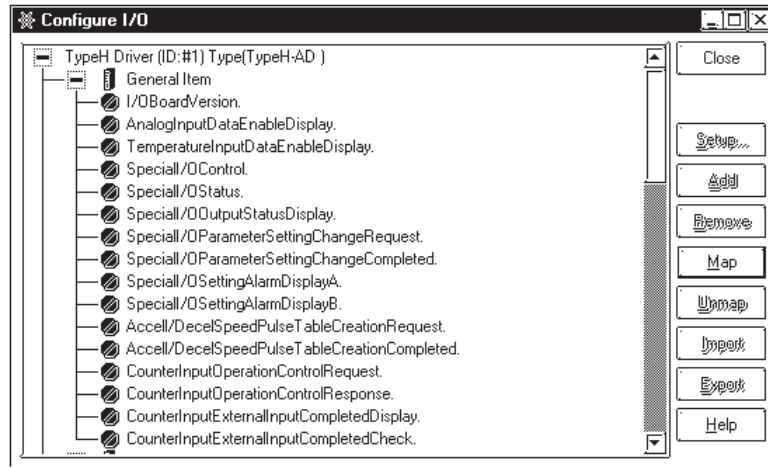 Configure I/O
TypeH Driver (ID:#1) Type(TypeH-AD )
Close
General Item
I/OBoardVersion.
AnalogInputDataEnableDisplay.
TemperatureInputDataEnableDisplay.
Setup...
SpecialI/OControl.
Add
SpecialI/OStatus.
SpecialI/OOutputStatusDisplay.
Remove
SpecialI/OParameterSettingChangeRequest.
SpecialI/OParameterSettingChangeCompleted.
Map
SpecialI/OSettingAlarmDisplayA.
SpecialI/OSettingAlarmDisplayB.
Unmap
Accell/DecelSpeedPulseTableCreationRequest.
Import
Accell/DecelSpeedPulseTableCreationCompleted.
CounterInputOperationControlRequest.
Export
CounterInputOperationControlResponse.
CounterInputExternalInputCompletedDisplay.
Help
CounterInputExternalInputCompletedCheck.